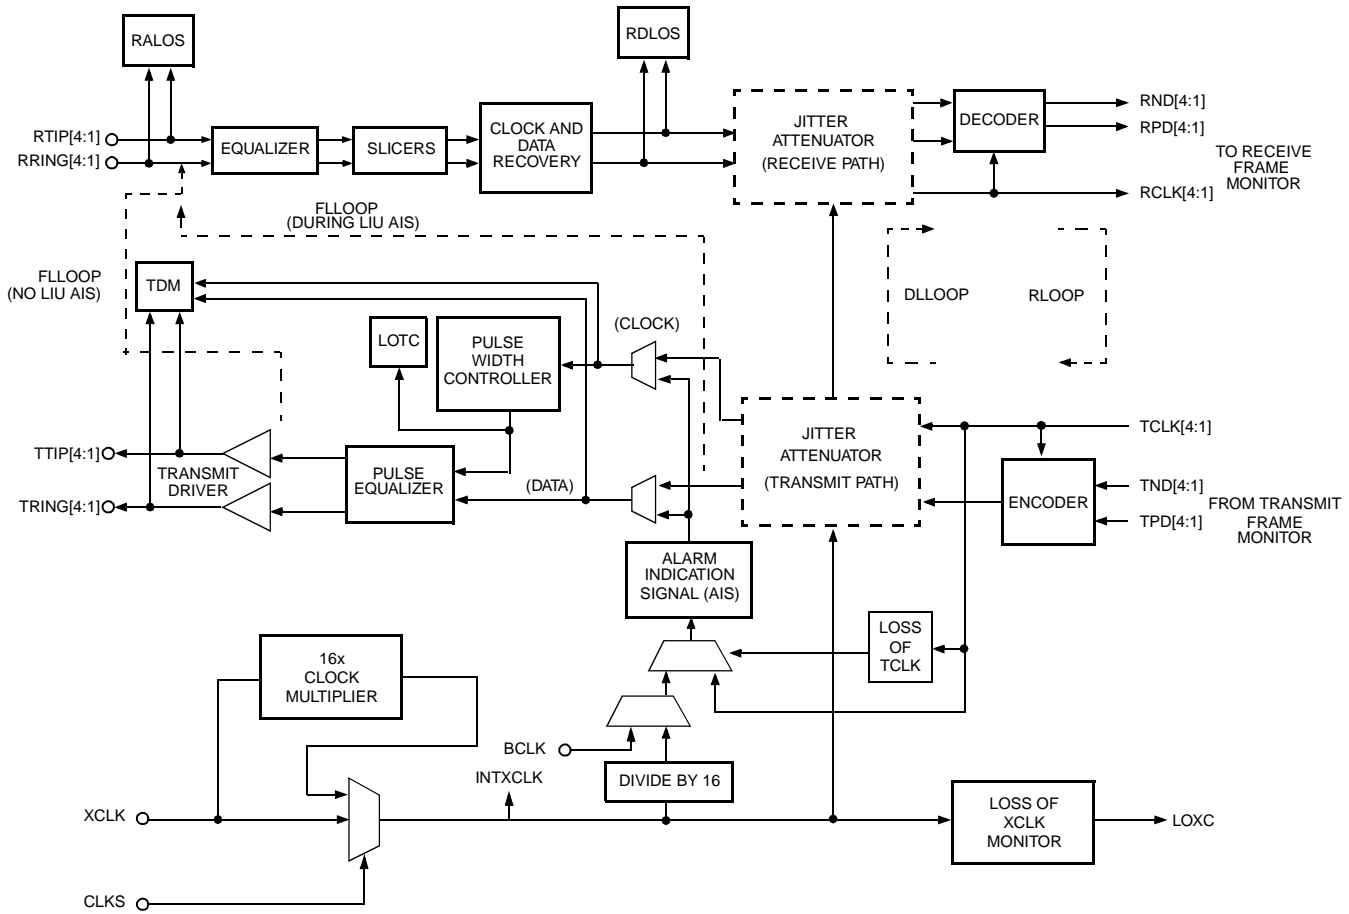 RALOS
RDLOS
RTIP[4:1]
RRING[4:1]
EQUALIZER
SLICERS
CLOCK AND
DATA
RECOVERY
JITTER
ATTENUATOR
(RECEIVE PATH)
DECODER
RND[4:1]
RPD[4:1]
TO RECEIVE
FRAME
MONITOR
RCLK[4:1]
FLLOOP
(DURING LIU AIS)
FLLOOP
(NO LIU AIS)
TDM
DLLOOP
RLOOP
LOTC
PULSE
WIDTH
CONTROLLER
(CLOCK)
TTIP[4:1]
TRANSMIT
DRIVER
TRING[4:1]
PULSE
EQUALIZER
(DATA)
JITTER
ATTENUATOR
(TRANSMIT PATH)
TCLK[4:1]
ENCODER
TND[4:1]
TPD[4:1]
FROM TRANSMIT
FRAME
MONITOR
ALARM
INDICATION
SIGNAL (AIS)
LOSS
OF
TCLK
16x
CLOCK
MULTIPLIER
BCLK
INTXCLK
DIVIDE BY 16
XCLK
LOSS OF
XCLK
MONITOR
LOXC
CLKS